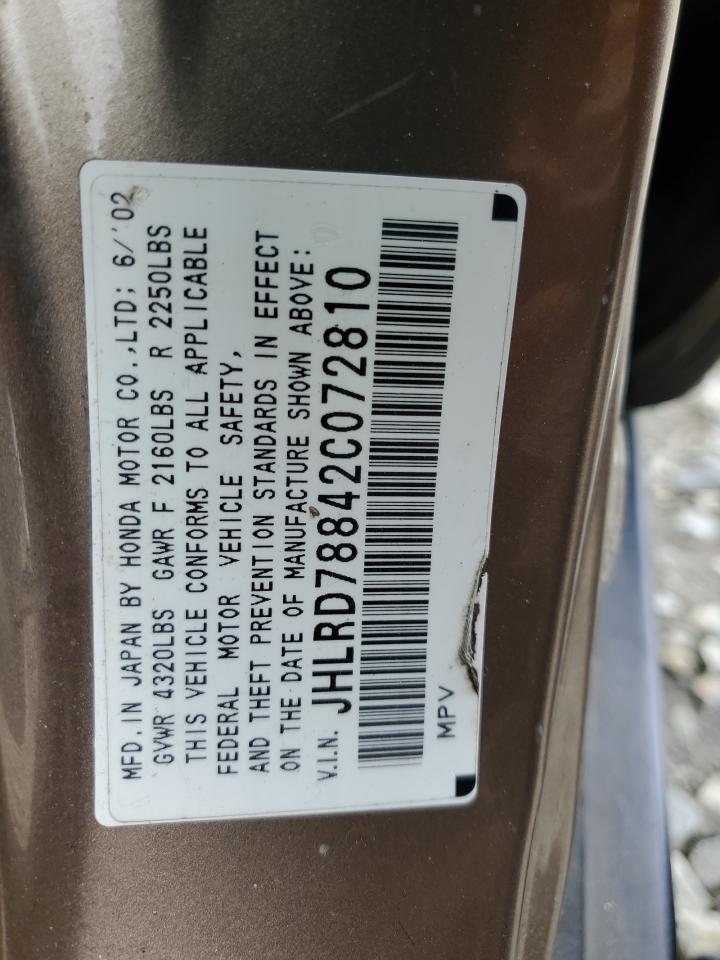 MFD. IN JAPAN BY HONDA MOTOR CO.,LTD; 6/'02
GVWR 4320LBS GAWR F 2160LBS R 2250LBS
THIS VEHICLE CONFORMS TO ALL APPLICABLE
FEDERAL MOTOR VEHICLE SAFETY,
AND THEFT PREVENTION STANDARDS IN EFFECT
ON THE DATE OF MANUFACTURE SHOWN ABOVE:
V.I.N. JHLRD78842C072810
MPV